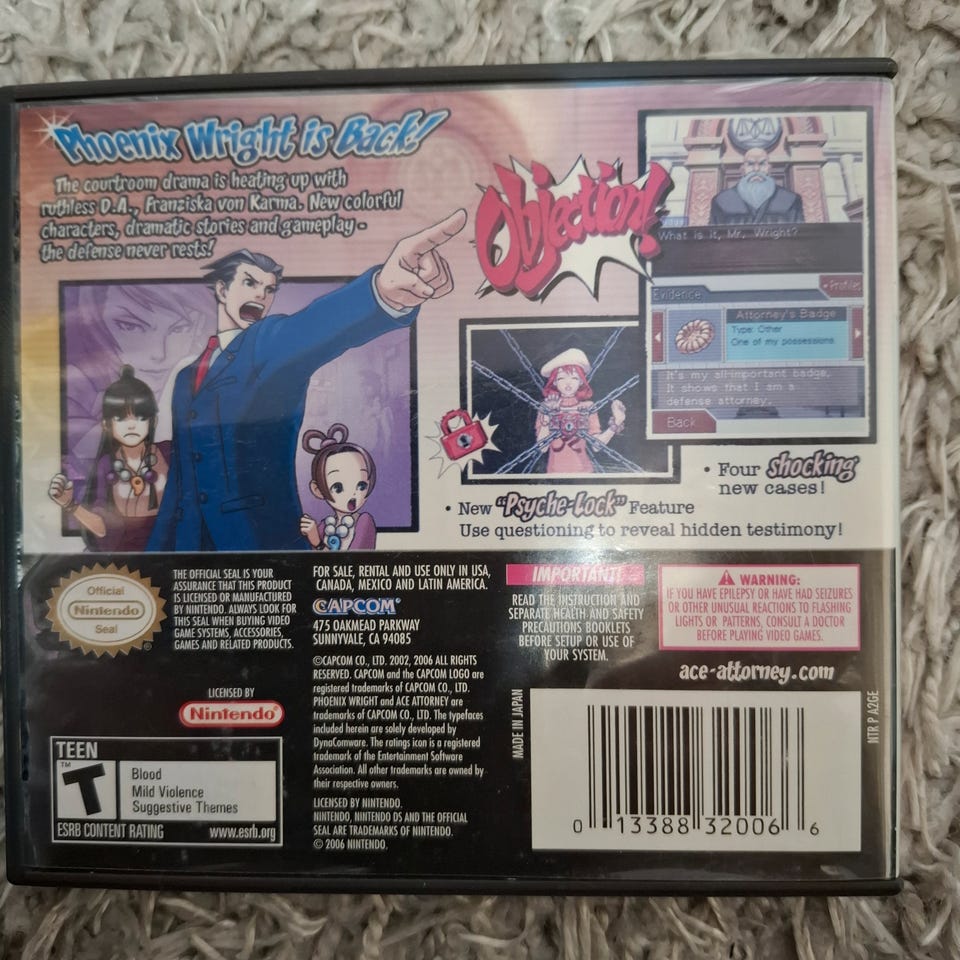 Phoenix Wright is Back!
The courtroom drama is heating up with
ruthless D.A., Franziska von Karma. New colorful
characters, dramatic stories and gameplay -
the defense never rests!
Objection!
What is it, Mr. Wright?
Evidence
Profiles
Attorney's Badge
Type: Other
One of my possessions.
It's my all-important badge.
It shows that I am a
defense attorney.
Back
• Four shocking
new cases!
• New "Psyche-Lock" Feature
Use questioning to reveal hidden testimony!
Official
Nintendo
Seal
®
THE OFFICIAL SEAL IS YOUR
ASSURANCE THAT THIS PRODUCT
IS LICENSED OR MANUFACTURED
BY NINTENDO. ALWAYS LOOK FOR
THIS SEAL WHEN BUYING VIDEO
GAME SYSTEMS, ACCESSORIES,
GAMES AND RELATED PRODUCTS.
LICENSED BY
Nintendo®
TEEN
T
TM
Blood
Mild Violence
Suggestive Themes
ESRB CONTENT RATING www.esrb.org
FOR SALE, RENTAL AND USE ONLY IN USA,
CANADA, MEXICO AND LATIN AMERICA.
CAPCOM®
475 OAKMEAD PARKWAY
SUNNYVALE, CA 94085
©CAPCOM CO., LTD. 2002, 2006 ALL RIGHTS
RESERVED. CAPCOM and the CAPCOM LOGO are
registered trademarks of CAPCOM CO., LTD.
PHOENIX WRIGHT and ACE ATTORNEY are
trademarks of CAPCOM CO., LTD. The typefaces
included herein are solely developed by
DynaComware. The ratings icon is a registered
trademark of the Entertainment Software
Association. All other trademarks are owned by
their respective owners.
LICENSED BY NINTENDO.
NINTENDO, NINTENDO DS AND THE OFFICIAL
SEAL ARE TRADEMARKS OF NINTENDO.
© 2006 NINTENDO.
IMPORTANT!
READ THE INSTRUCTION AND
SEPARATE HEALTH AND SAFETY
PRECAUTIONS BOOKLETS
BEFORE SETUP OR USE OF
YOUR SYSTEM.
WARNING:
IF YOU HAVE EPILEPSY OR HAVE HAD SEIZURES
OR OTHER UNUSUAL REACTIONS TO FLASHING
LIGHTS OR PATTERNS, CONSULT A DOCTOR
BEFORE PLAYING VIDEO GAMES.
ace-attorney.com
MADE IN JAPAN
NTR P A2GE
0 13388 32006 6